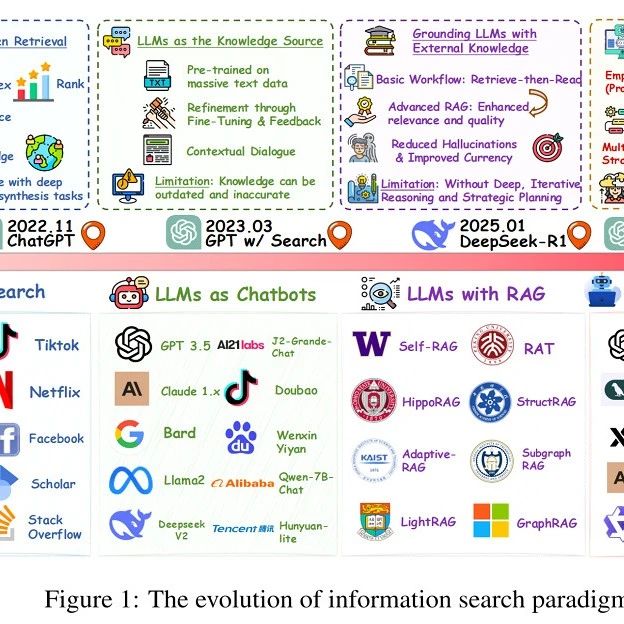 en Retrieval
ex
Rank
ce
dge
e with deep
synthesis tasks
LLMs as the Knowledge Source
TXT
Pre-trained on
massive text data
Refinement through
Fine-Tuning & Feedback
Contextual Dialogue
Limitation: Knowledge can be
outdated and inaccurate
Grounding LLMs with
External Knowledge
Basic Workflow: Retrieve-then-Read
Advanced RAG: Enhanced
relevance and quality
Reduced Hallucinations
& Improved Currency
Limitation: Without Deep, Iterative
Reasoning and Strategic Planning
Emp
(Pro
Mult
Stra
2022.11
ChatGPT
2023.03
GPT w/ Search
2025.01
DeepSeek-R1
earch
Tiktok
Netflix
Facebook
Scholar
Stack
Overflow
LLMs as Chatbots
GPT 3.5
AI21labs
J2-Grande-
Chat
Claude 1.x
Doubao
Bard
du
Wenxin
Yiyan
Llama2
Alibaba
Qwen-7B-
Chat
Deepseek
V2
Tencent 腾讯
Hunyuan-
lite
LLMs with RAG
W
Self-RAG
RAT
HippoRAG
StructRAG
KAIST
Adaptive-
RAG
Subgraph
RAG
LightRAG
GraphRAG
Figure 1: The evolution of information search paradigm